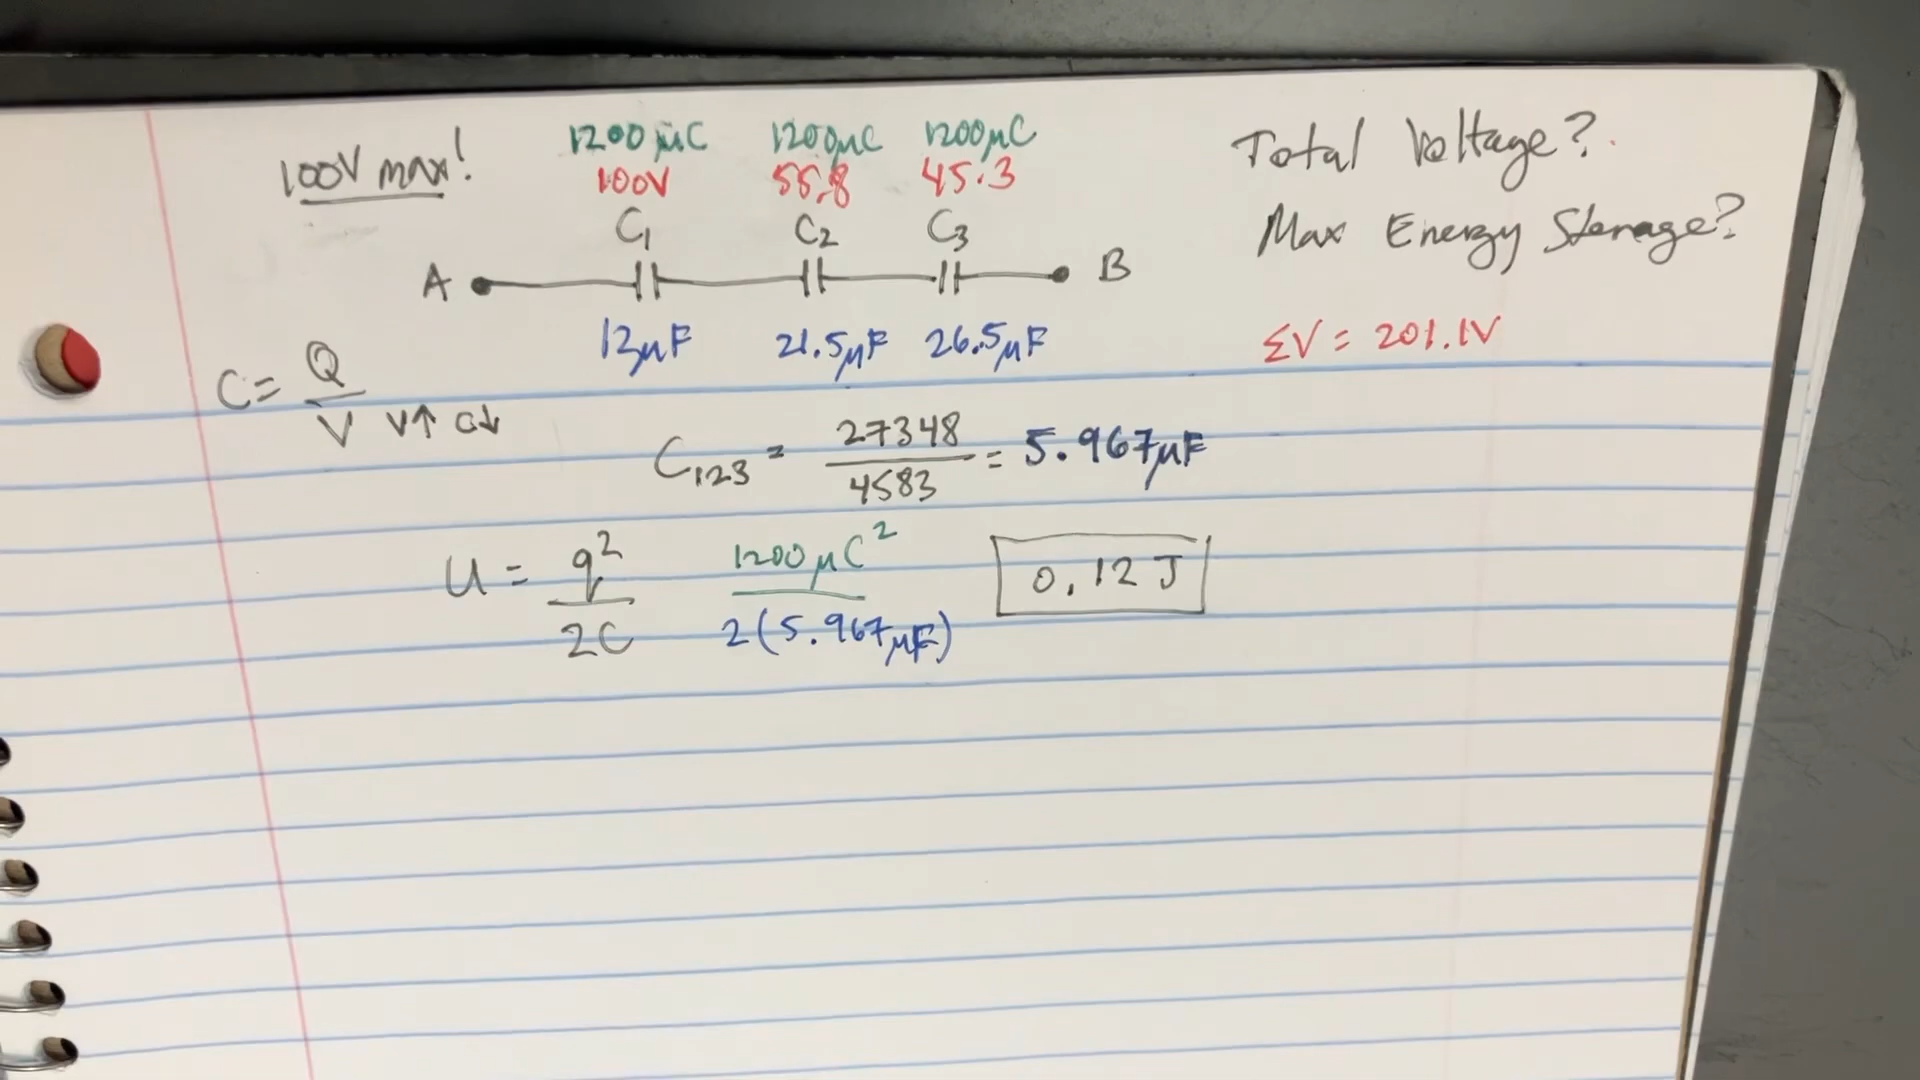 100V max!
1200μC 1200μC 1200μC
100V 55.8 45.3
C1 C2 C3
A B
12μF 21.5μF 26.5μF
Total Voltage?
Max Energy Storage?
ΣV = 201.1V
C = Q/V V↑ C↓
C123 = 27348/4583 = 5.967μF
U = q²/2C 1200μC²/2(5.967μF) 0.12 J